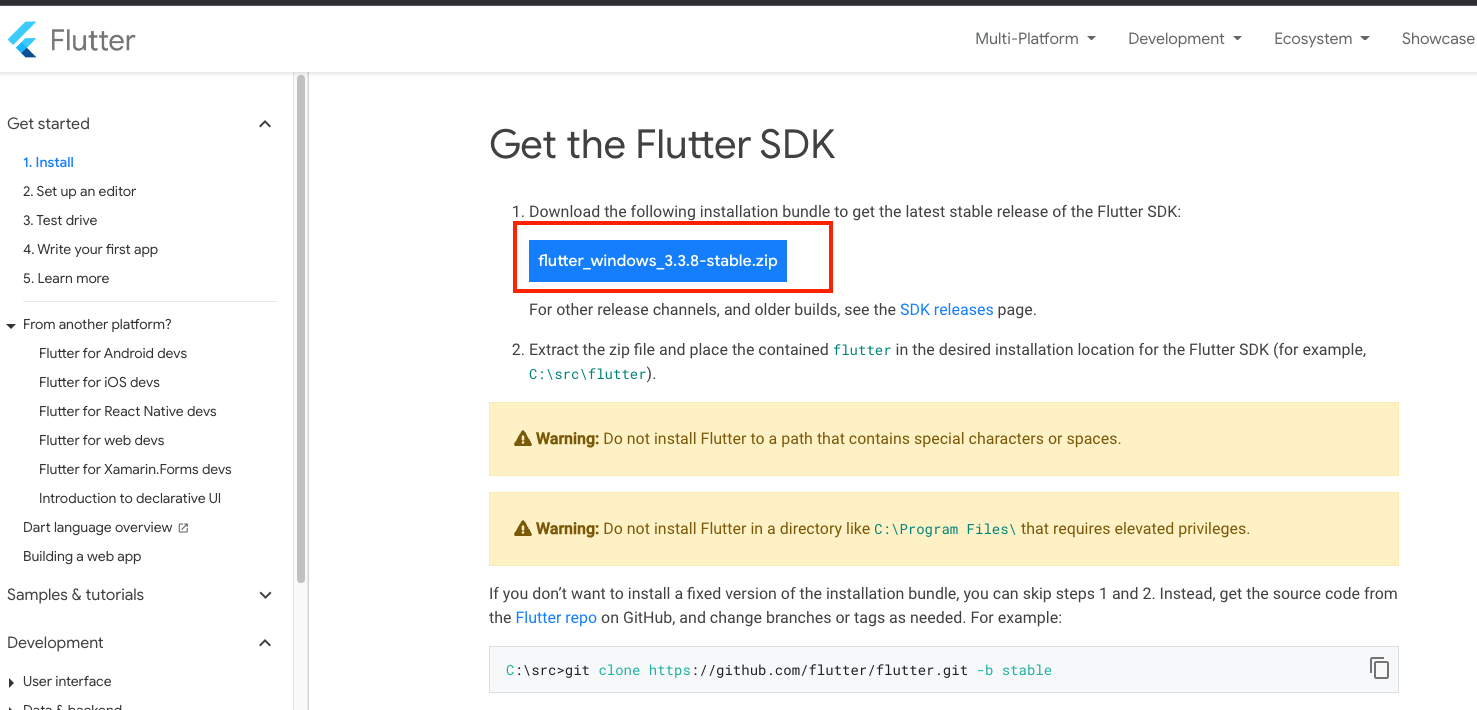 Flutter
Multi-Platform
Development
Ecosystem
Showcase
Get started
1. Install
2. Set up an editor
3. Test drive
4. Write your first app
5. Learn more
From another platform?
Flutter for Android devs
Flutter for iOS devs
Flutter for React Native devs
Flutter for web devs
Flutter for Xamarin.Forms devs
Introduction to declarative UI
Dart language overview
Building a web app
Samples & tutorials
Development
User interface
Data & backend
Get the Flutter SDK
1. Download the following installation bundle to get the latest stable release of the Flutter SDK:
flutter_windows_3.3.8-stable.zip
For other release channels, and older builds, see the SDK releases page.
2. Extract the zip file and place the contained flutter in the desired installation location for the Flutter SDK (for example,
C:\src\flutter).
Warning: Do not install Flutter to a path that contains special characters or spaces.
Warning: Do not install Flutter in a directory like C:\Program Files\ that requires elevated privileges.
If you don’t want to install a fixed version of the installation bundle, you can skip steps 1 and 2. Instead, get the source code from
the Flutter repo on GitHub, and change branches or tags as needed. For example:
C:\src>git clone https://github.com/flutter/flutter.git -b stable